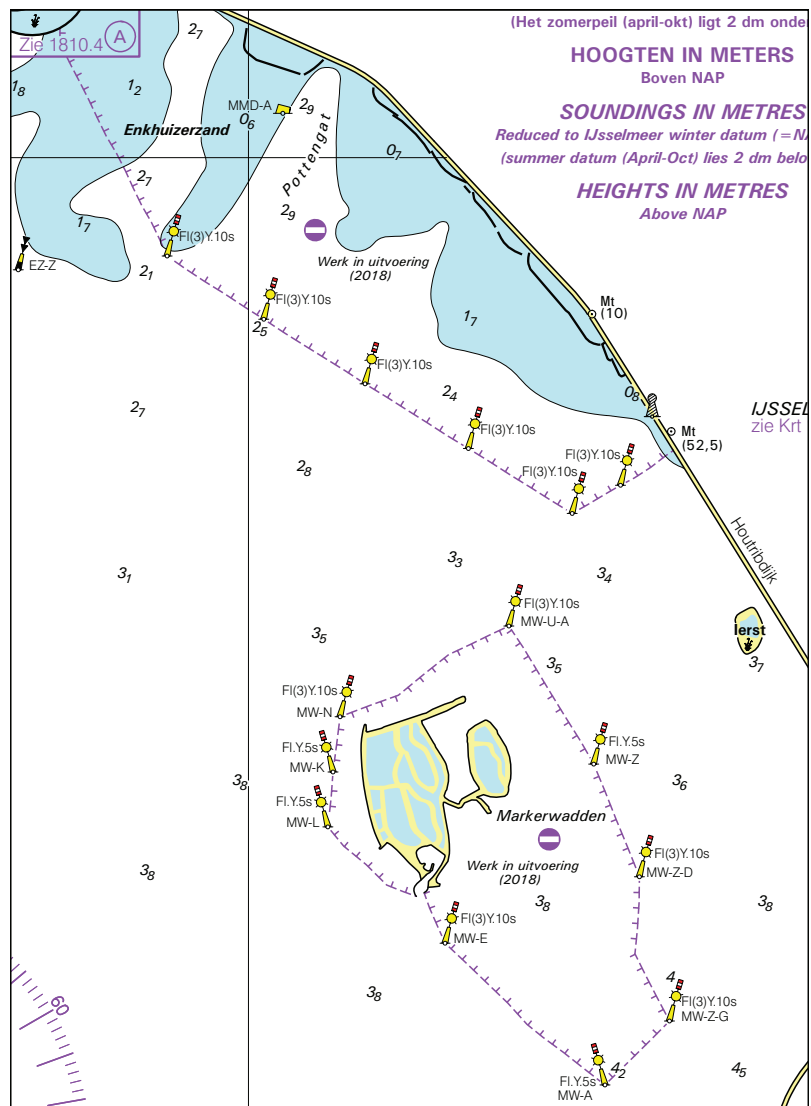 (Het zomerpeil (april-okt) ligt 2 dm onde
Zie 1810.4 A
HOOGTEN IN METERS
Boven NAP
SOUNDINGS IN METRES
Reduced to IJsselmeer winter datum (=NA
(summer datum (April-Oct) lies 2 dm belo
HEIGHTS IN METRES
Above NAP
2₇
1₈
1₂
MMD-A
2₉
Enkhuizerzand
0₆
Pottengat
0₇
2₇
2₉
1₇
Fl(3)Y.10s
EZ-Z
2₁
Werk in uitvoering
(2018)
Fl(3)Y.10s
2₅
1₇
Mt
(10)
Fl(3)Y.10s
2₄
0₈
2₇
IJSSEL
zie Krt
Fl(3)Y.10s
Mt
(52,5)
2₈
Fl(3)Y.10s
Fl(3)Y.10s
Houtribdijk
3₃
3₁
3₄
Fl(3)Y.10s
MW-U-A
3₅
Ierst
3₅
3₇
Fl(3)Y.10s
MW-N
Fl.Y.5s
MW-K
Fl.Y.5s
MW-Z
3₈
3₆
Fl.Y.5s
MW-L
Markerwadden
Werk in uitvoering
(2018)
Fl(3)Y.10s
MW-Z-D
3₈
3₈
3₈
Fl(3)Y.10s
MW-E
4
3₈
Fl(3)Y.10s
MW-Z-G
60
Fl.Y.5s
MW-A
4₂
4₅